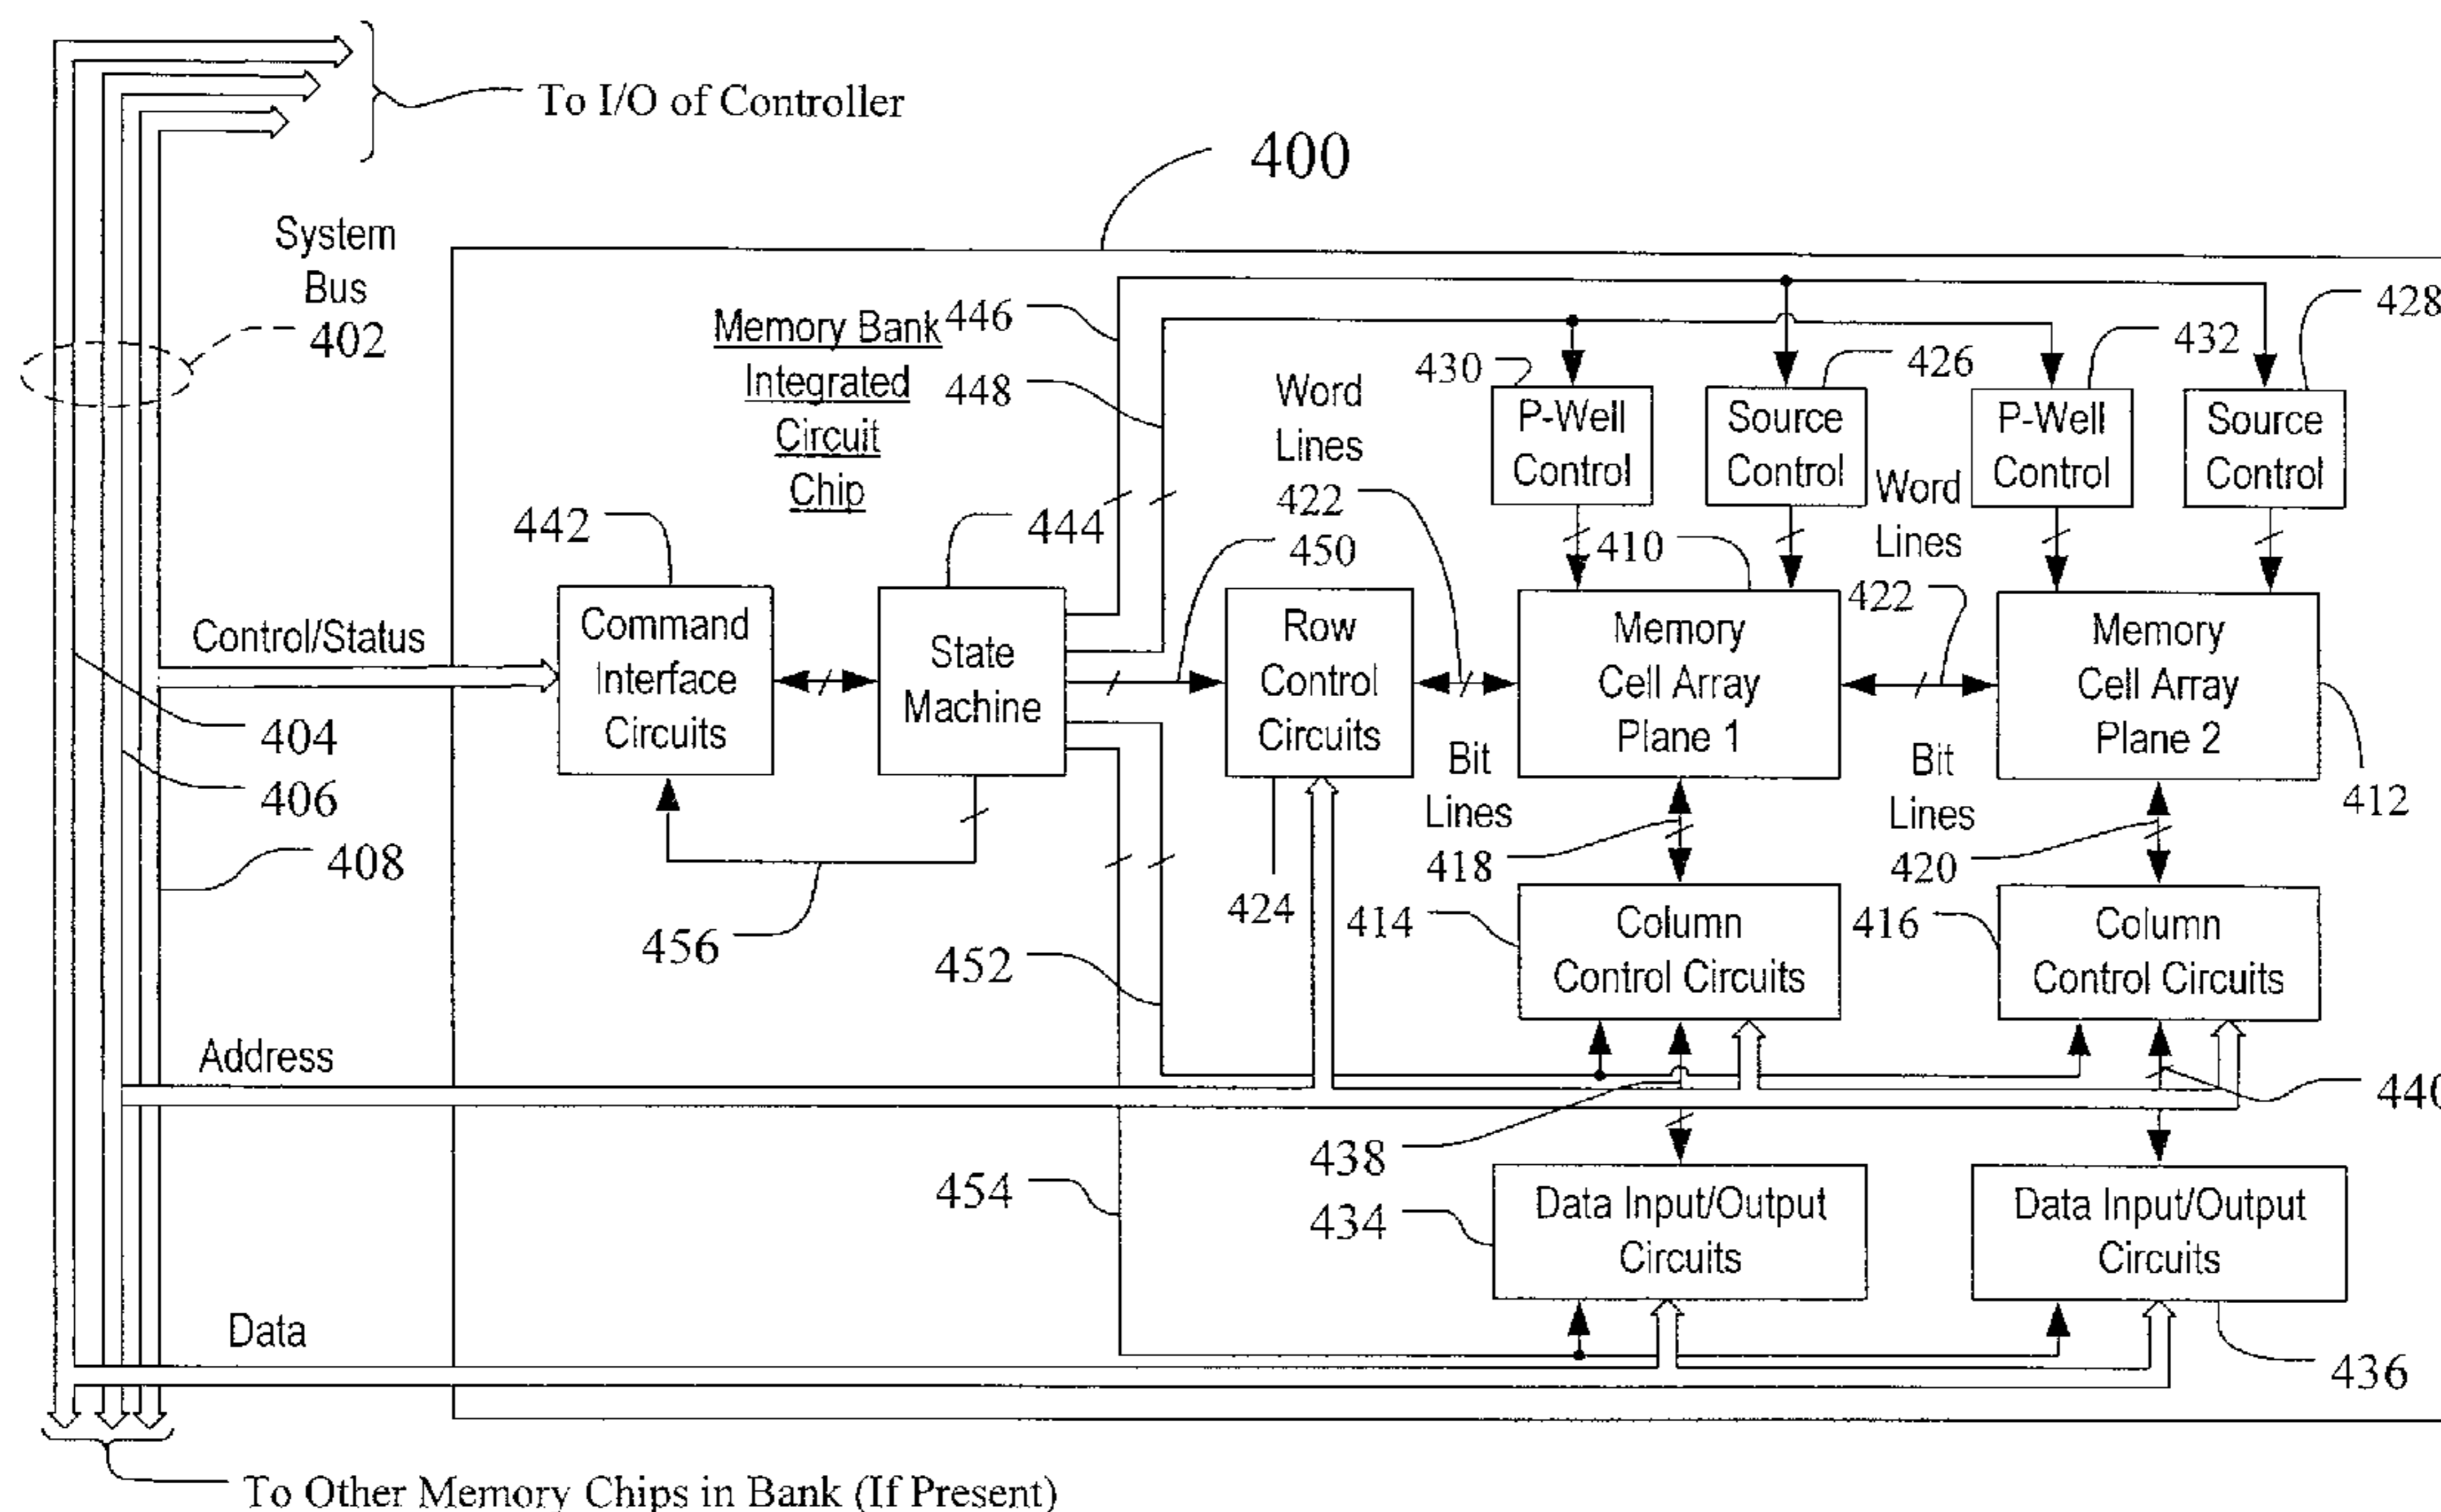 To I/O of Controller
400
System
Bus
402
Memory Bank
Integrated
Circuit
Chip
446
448
Word
Lines
422
450
430
426
432
428
P-Well
Control
Source
Control
P-Well
Control
Source
Control
Word
Lines
422
442
444
410
412
Control/Status
Command
Interface
Circuits
State
Machine
Row
Control
Circuits
Memory
Cell Array
Plane 1
Memory
Cell Array
Plane 2
404
406
408
456
424
Bit
Lines
418
Bit
Lines
420
414
416
Column
Control Circuits
Column
Control Circuits
452
Address
438
440
454
434
Data Input/Output
Circuits
Data Input/Output
Circuits
436
Data
To Other Memory Chips in Bank (If Present)